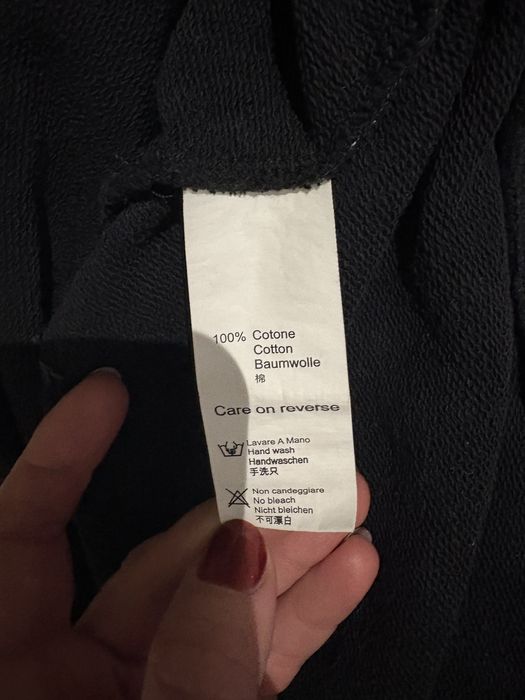 100% Cotone
Cotton
Baumwolle
棉
Care on reverse
Lavare A Mano
Hand wash
Handwaschen
手洗只
Non candeggiare
No bleach
Nicht bleichen
不可漂白